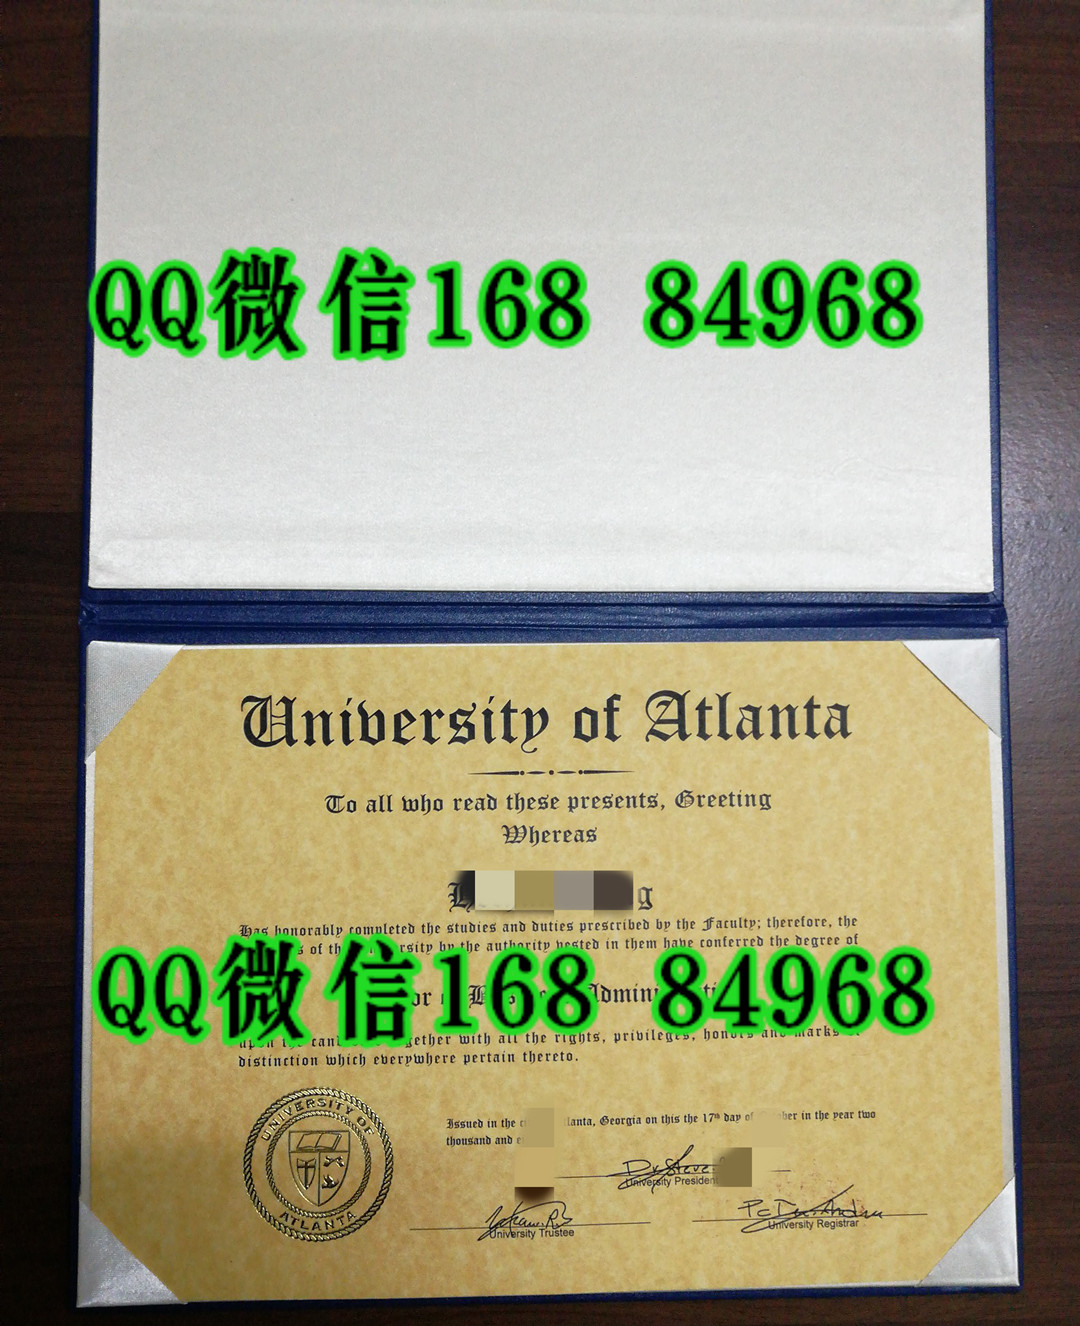 QQ微信168 84968
University of Atlanta
To all who read these presents, Greeting
Whereas
Has honorably completed the studies and duties prescribed by the Faculty; therefore, the
of the by the authority vested in them have conferred the degree of
QQ微信168 84968
upon the together with all the rights, privileges, honors and marks of
distinction which everywhere pertain thereto.
Issued in the Atlanta, Georgia on this the 17th day of in the year two
thousand and
University President
University Trustee
University Registrar
UNIVERSITY OF
ATLANTA